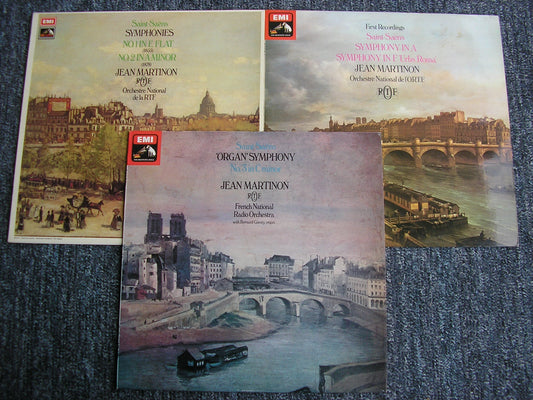 EMI
Saint-Saëns
SYMPHONIES
NO.1 IN E FLAT
(1855)
NO.2 IN A MINOR
(1878)
JEAN MARTINON
Orchestre National
de la RTF
EMI
First Recordings
Saint-Saëns
SYMPHONY IN A
SYMPHONY IN F 'Urbs Roma'
JEAN MARTINON
Orchestre National de l'ORTF
EMI
Saint-Saëns
'ORGAN' SYMPHONY
No.3 in C minor
JEAN MARTINON
French National
Radio Orchestra
with Bernard Gavoty, organ